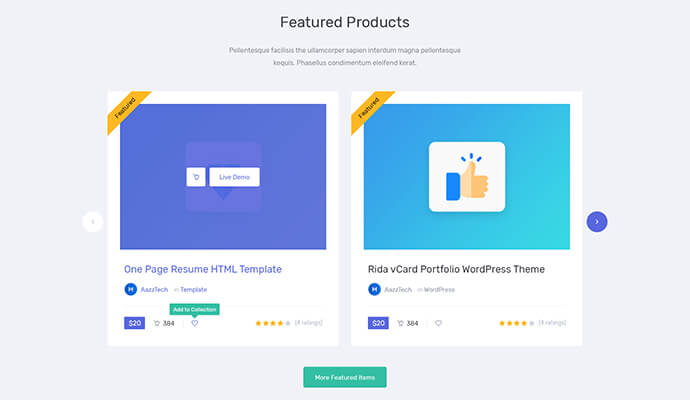 Featured Products
Pellentesque facilisis the ullamcorper sapien interdum magna pellentesque
kequis. Phasellus condimentum eleifend kerat.
Featured
Live Demo
One Page Resume HTML Template
AazzTech in Template
Add to Collection
$20 384 (4 ratings)
Featured
Rida vCard Portfolio WordPress Theme
AazzTech in WordPress
$20 384 (4 ratings)
More Featured Items